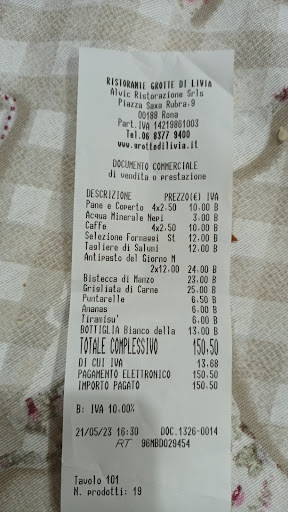 RISTORANTE GROTTE DI LIVIA
Alvic Ristorazione Srls
Piazza Saxa Rubra,9
00188 Roma
Part.IVA 14219861003
Tel.06 8377 9400
www.grottedilivia.it
DOCUMENTO COMMERCIALE
di vendita o prestazione
DESCRIZIONE PREZZO(€) IVA
Pane e Coperto 4x2,50 10,00 B
Acqua Minerale Nepi 3,00 B
Caffe 4x2,50 10,00 B
Selezione Formaggi St 12,00 B
Tagliere di Salumi 12,00 B
Antipasto del Giorno M
2x12,00 24,00 B
Bistecca di Manzo 23,00 B
Grigliata di Carne 25,00 B
Puntarelle 6,50 B
Ananas 6,00 B
Tiramisu' 6,00 B
BOTTIGLIA Bianco della 13,00 B
TOTALE COMPLESSIVO 150,50
DI CUI IVA 13,68
PAGAMENTO ELETTRONICO 150,50
IMPORTO PAGATO 150,50
B: IVA 10,00%
21/05/23 16:30 DOC.1326-0014
RT 96MBD029454
Tavolo 101
N. prodotti: 19